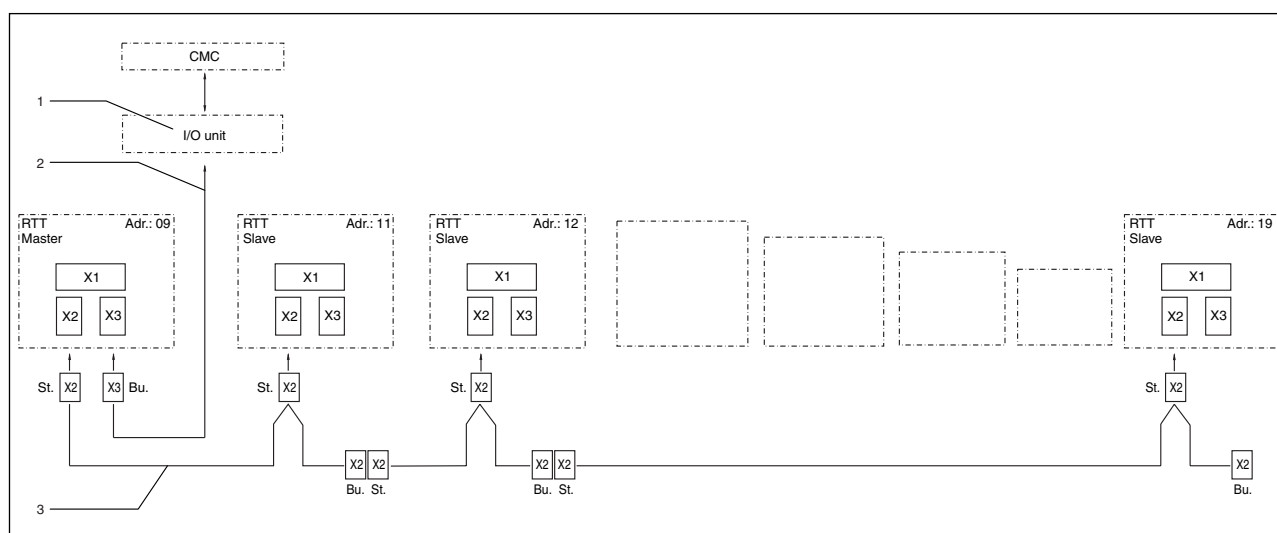 CMC
1
I/O unit
2
RTT Master Adr.: 09
X1
X2 X3
RTT Slave Adr.: 11
X1
X2 X3
RTT Slave Adr.: 12
X1
X2 X3
RTT Slave Adr.: 19
X1
X2 X3
St. X2 X3 Bu.
St. X2
St. X2
St. X2
X2 X2
Bu. St.
X2 X2
Bu. St.
X2
Bu.
3